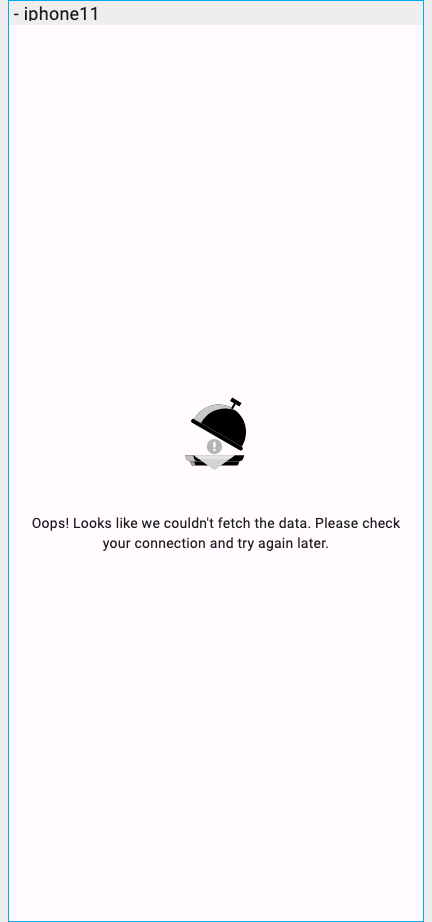 - iphone11
Oops! Looks like we couldn't fetch the data. Please check
your connection and try again later.